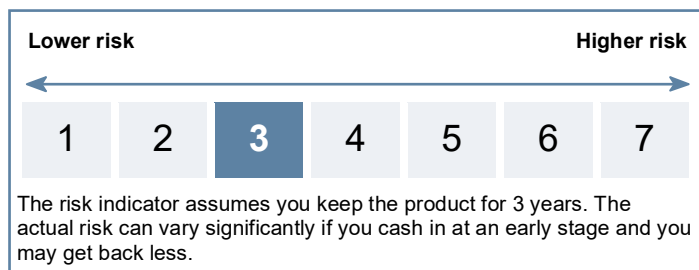 Lower risk Higher risk
1 2 3 4 5 6 7
The risk indicator assumes you keep the product for 3 years. The
actual risk can vary significantly if you cash in at an early stage and you
may get back less.